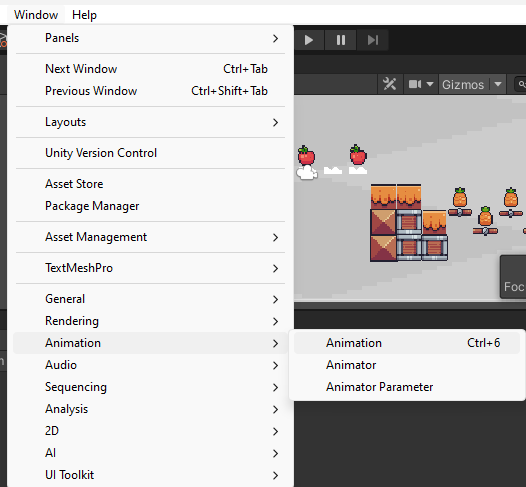 Window Help
Panels
Next Window Ctrl+Tab
Previous Window Ctrl+Shift+Tab
Gizmos
Layouts
Unity Version Control
Asset Store
Package Manager
Asset Management
TextMeshPro
Foc
General
Rendering
Animation
Animation Ctrl+6
Audio
Animator
Sequencing
Animator Parameter
Analysis
2D
AI
UI Toolkit